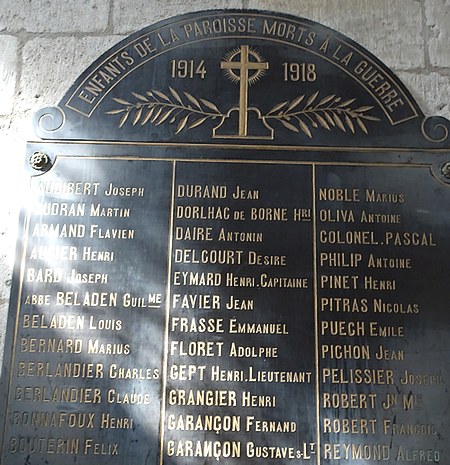 ENFANTS DE LA PAROISSE MORTS À LA GUERRE
1914 1918
JOSEPH
MARTIN
ARMAND FLAVIEN
HENRI
BARD JOSEPH
ABBE BELADEN GUIL ME
BELADEN LOUIS
BERNARD MARIUS
BERLANDIER CHARLES
BERLANDIER CLAUDE
BONNAFOUX HENRI
BOUTERIN FELIX
DURAND JEAN
DORLHAC DE BORNE HRI
DAIRE ANTONIN
DELCOURT DESIRE
EYMARD HENRI.CAPITAINE
FAVIER JEAN
FRASSE EMMANUEL
FLORET ADOLPHE
GEPT HENRI.LIEUTENANT
GRANGIER HENRI
GARANÇON FERNAND
GARANÇON GUSTAVE S-LT
NOBLE MARIUS
OLIVA ANTOINE
COLONEL.PASCAL
PHILIP ANTOINE
PINET HENRI
PITRAS NICOLAS
PUECH EMILE
PICHON JEAN
PELISSIER JOSEPH
ROBERT JN
ROBERT FRANÇOIS
REYMOND ALFRED